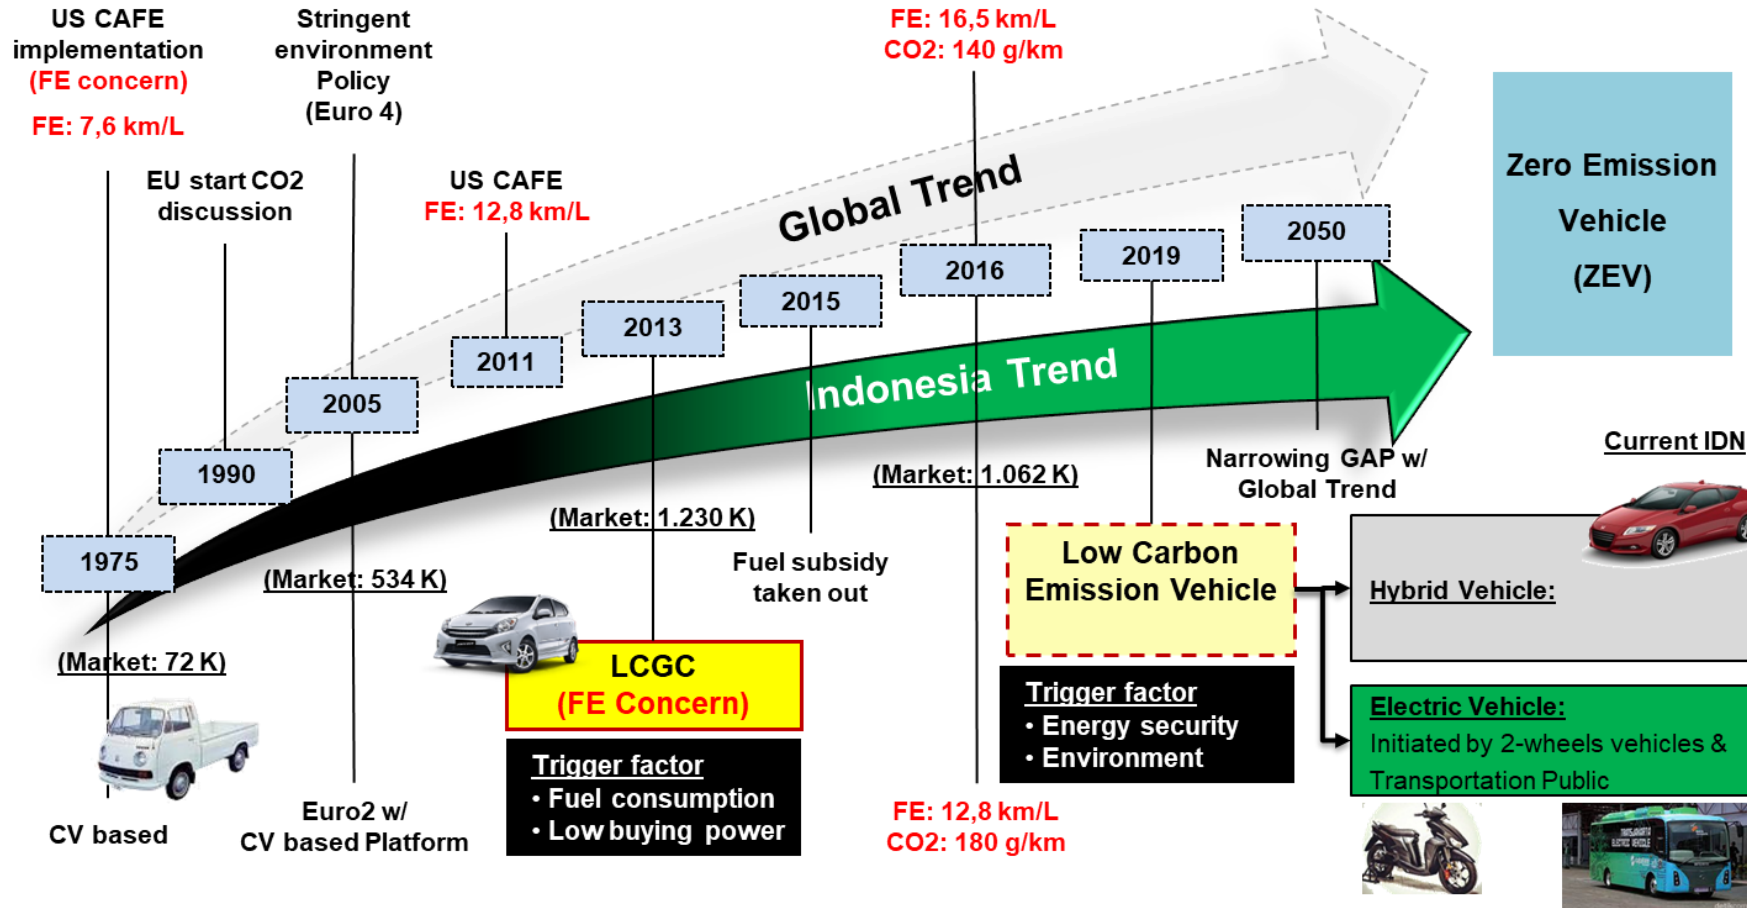 US CAFE
implementation
(FE concern)
FE: 7,6 km/L
Stringent
environment
Policy
(Euro 4)
EU start CO2
discussion
US CAFE
FE: 12,8 km/L
FE: 16,5 km/L
CO2: 140 g/km
Global Trend
Zero Emission
Vehicle
(ZEV)
2050
2019
2016
2015
2013
2011
2005
1990
1975
Indonesia Trend
(Market: 72 K)
CV based
(Market: 534 K)
Euro2 w/
CV based Platform
(Market: 1.230 K)
LCGC
(FE Concern)
Trigger factor
• Fuel consumption
• Low buying power
Fuel subsidy
taken out
(Market: 1.062 K)
FE: 12,8 km/L
CO2: 180 g/km
Low Carbon
Emission Vehicle
Trigger factor
• Energy security
• Environment
Narrowing GAP w/
Global Trend
Current IDN
Hybrid Vehicle:
Electric Vehicle:
Initiated by 2-wheels vehicles &
Transportation Public
TRANSJAKARTA
ELECTRIC VEHICLE